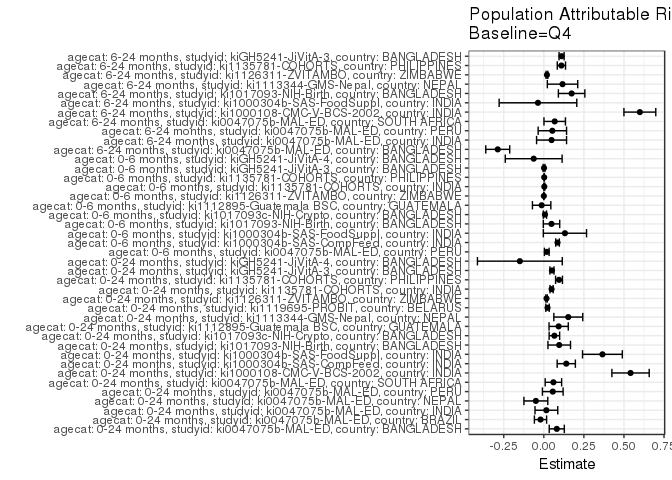 Population Attributable Ri
Baseline=Q4
agecat: 6-24 months, studyid: kiGH5241-JiVitA-3, country: BANGLADESH
agecat: 6-24 months, studyid: ki1135781-COHORTS, country: PHILIPPINES
agecat: 6-24 months, studyid: ki1126311-ZVITAMBO, country: ZIMBABWE
agecat: 6-24 months, studyid: ki1113344-GMS-Nepal, country: NEPAL
agecat: 6-24 months, studyid: ki1017093-NIH-Birth, country: BANGLADESH
agecat: 6-24 months, studyid: ki1000304b-SAS-FoodSuppl, country: INDIA
agecat: 6-24 months, studyid: ki1000108-CMC-V-BCS-2002, country: INDIA
agecat: 6-24 months, studyid: ki0047075b-MAL-ED, country: SOUTH AFRICA
agecat: 6-24 months, studyid: ki0047075b-MAL-ED, country: PERU
agecat: 6-24 months, studyid: ki0047075b-MAL-ED, country: INDIA
agecat: 6-24 months, studyid: ki0047075b-MAL-ED, country: BANGLADESH
agecat: 0-6 months, studyid: kiGH5241-JiVitA-4, country: BANGLADESH
agecat: 0-6 months, studyid: kiGH5241-JiVitA-3, country: BANGLADESH
agecat: 0-6 months, studyid: ki1135781-COHORTS, country: PHILIPPINES
agecat: 0-6 months, studyid: ki1135781-COHORTS, country: INDIA
agecat: 0-6 months, studyid: ki1126311-ZVITAMBO, country: ZIMBABWE
agecat: 0-6 months, studyid: ki1112895-Guatemala BSC, country: GUATEMALA
agecat: 0-6 months, studyid: ki1017093c-NIH-Crypto, country: BANGLADESH
agecat: 0-6 months, studyid: ki1017093-NIH-Birth, country: BANGLADESH
agecat: 0-6 months, studyid: ki1000304b-SAS-FoodSuppl, country: INDIA
agecat: 0-6 months, studyid: ki1000304b-SAS-CompFeed, country: INDIA
agecat: 0-6 months, studyid: ki0047075b-MAL-ED, country: PERU
agecat: 0-24 months, studyid: kiGH5241-JiVitA-4, country: BANGLADESH
agecat: 0-24 months, studyid: kiGH5241-JiVitA-3, country: BANGLADESH
agecat: 0-24 months, studyid: ki1135781-COHORTS, country: PHILIPPINES
agecat: 0-24 months, studyid: ki1135781-COHORTS, country: INDIA
agecat: 0-24 months, studyid: ki1126311-ZVITAMBO, country: ZIMBABWE
agecat: 0-24 months, studyid: ki1119695-PROBIT, country: BELARUS
agecat: 0-24 months, studyid: ki1113344-GMS-Nepal, country: NEPAL
agecat: 0-24 months, studyid: ki1112895-Guatemala BSC, country: GUATEMALA
agecat: 0-24 months, studyid: ki1017093c-NIH-Crypto, country: BANGLADESH
agecat: 0-24 months, studyid: ki1017093-NIH-Birth, country: BANGLADESH
agecat: 0-24 months, studyid: ki1000304b-SAS-FoodSuppl, country: INDIA
agecat: 0-24 months, studyid: ki1000304b-SAS-CompFeed, country: INDIA
agecat: 0-24 months, studyid: ki1000108-CMC-V-BCS-2002, country: INDIA
agecat: 0-24 months, studyid: ki0047075b-MAL-ED, country: SOUTH AFRICA
agecat: 0-24 months, studyid: ki0047075b-MAL-ED, country: PERU
agecat: 0-24 months, studyid: ki0047075b-MAL-ED, country: NEPAL
agecat: 0-24 months, studyid: ki0047075b-MAL-ED, country: INDIA
agecat: 0-24 months, studyid: ki0047075b-MAL-ED, country: BRAZIL
agecat: 0-24 months, studyid: ki0047075b-MAL-ED, country: BANGLADESH
-0.25 0.00 0.25 0.50 0.75
Estimate